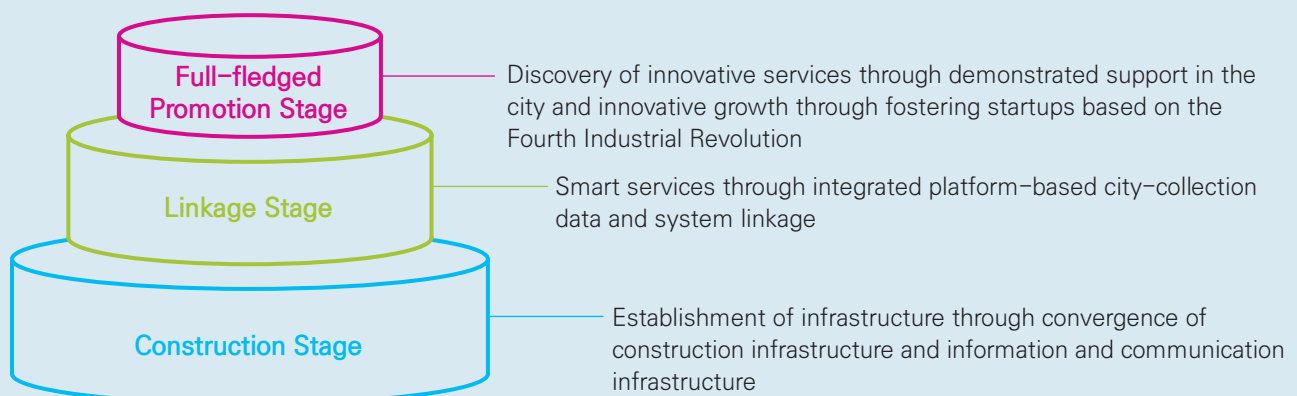 Full-fledged
Promotion Stage
Discovery of innovative services through demonstrated support in the
city and innovative growth through fostering startups based on the
Fourth Industrial Revolution
Linkage Stage
Smart services through integrated platform-based city-collection
data and system linkage
Construction Stage
Establishment of infrastructure through convergence of
construction infrastructure and information and communication
infrastructure